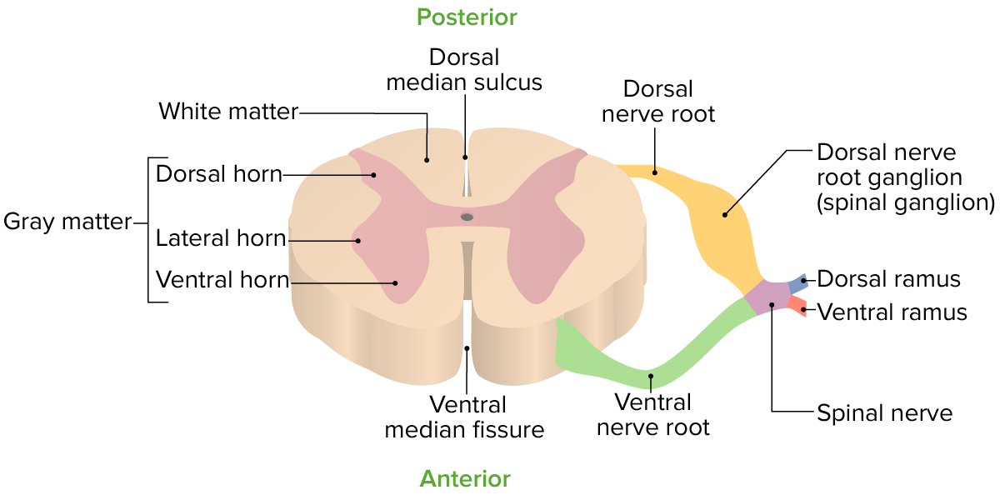 Posterior
Dorsal
median sulcus
Dorsal
nerve root
White matter
Dorsal nerve
root ganglion
(spinal ganglion)
Dorsal horn
Gray matter
Lateral horn
Ventral horn
Dorsal ramus
Ventral ramus
Ventral
median fissure
Ventral
nerve root
Spinal nerve
Anterior